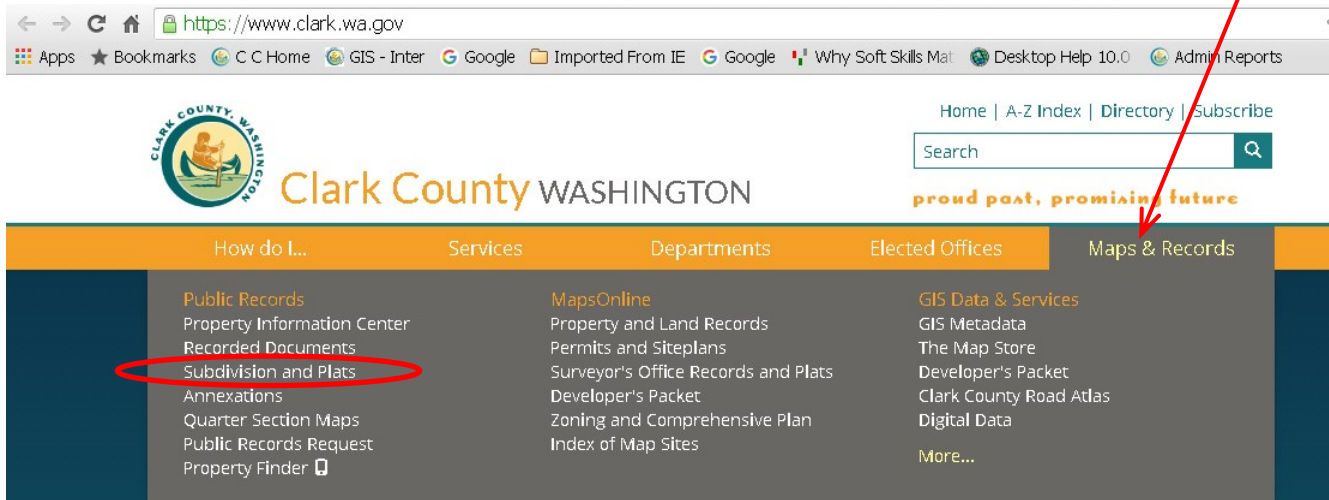 https://www.clark.wa.gov
Apps Bookmarks C C Home GIS - Inter Google Imported From IE Google Why Soft Skills Mat Desktop Help 10.0 Admin Reports
CLARK COUNTY, WASHINGTON
Home | A-Z Index | Directory | Subscribe
Search
Clark County WASHINGTON
proud past, promising future
How do I... Services Departments Elected Offices Maps & Records
Public Records MapsOnline GIS Data & Services
Property Information Center Property and Land Records GIS Metadata
Recorded Documents Permits and Siteplans The Map Store
Subdivision and Plats Surveyor's Office Records and Plats Developer's Packet
Annexations Developer's Packet Clark County Road Atlas
Quarter Section Maps Zoning and Comprehensive Plan Digital Data
Public Records Request Index of Map Sites
More...
Property Finder